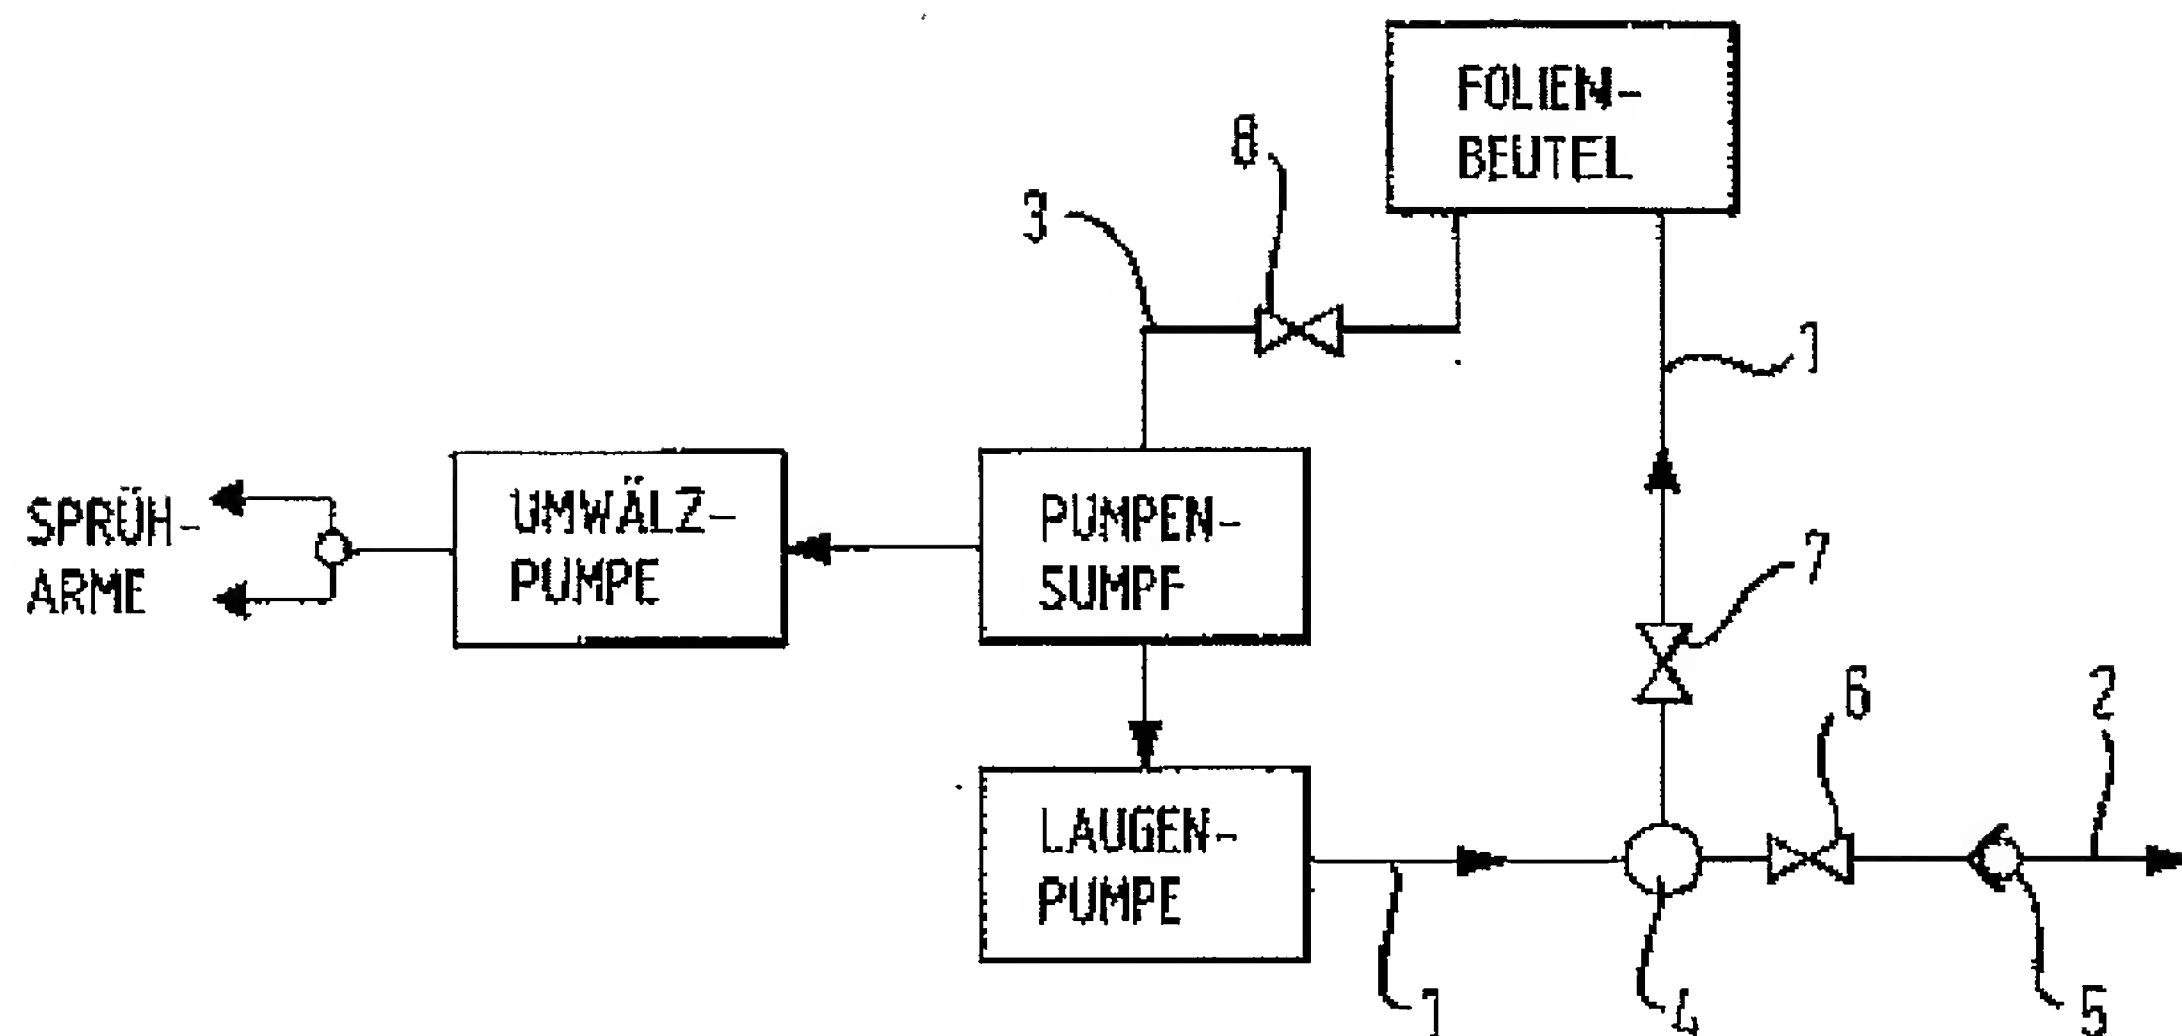 FOLIEN-
BEUTEL
8
3
1
SPRÜH-
ARME
UMWÄLZ-
PUMPE
PUMPEN-
SUMPF
7
6
2
LAUGEN-
PUMPE
1
4
5